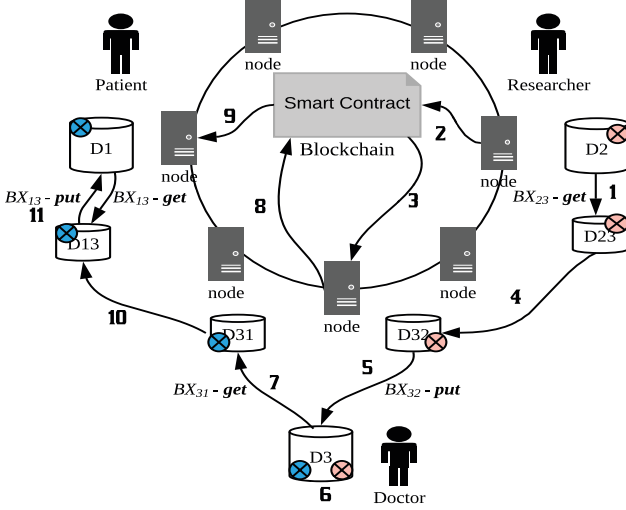 node
node
Patient
Researcher
Smart Contract
9
2
Blockchain
D1
D2
node
node
BX13 - put
BX13 - get
BX23 - get
1
11
8
3
D13
D23
node
node
4
node
10
D31
D32
5
7
BX31 - get
BX32 - put
D3
6
Doctor